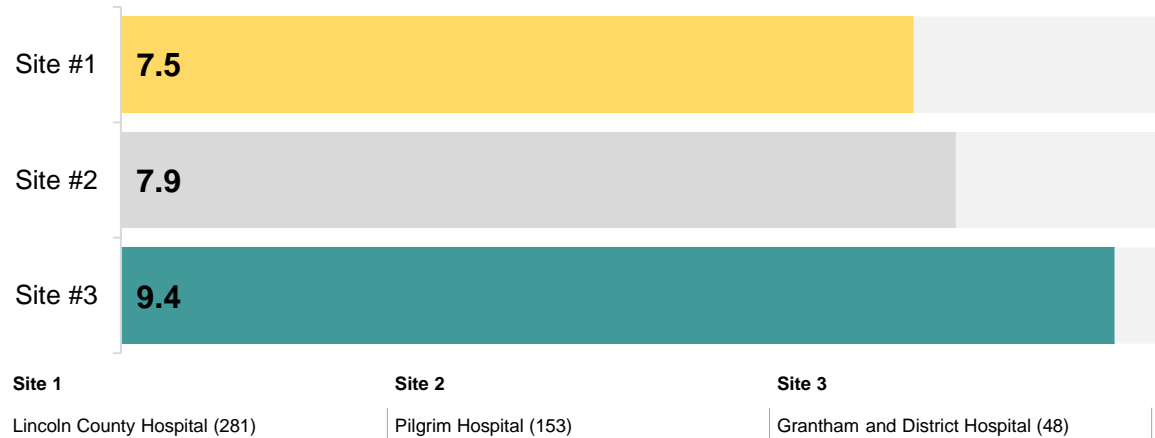 Site #1
7.5
Site #2
7.9
Site #3
9.4
Site 1
Site 2
Site 3
Lincoln County Hospital (281)
Pilgrim Hospital (153)
Grantham and District Hospital (48)